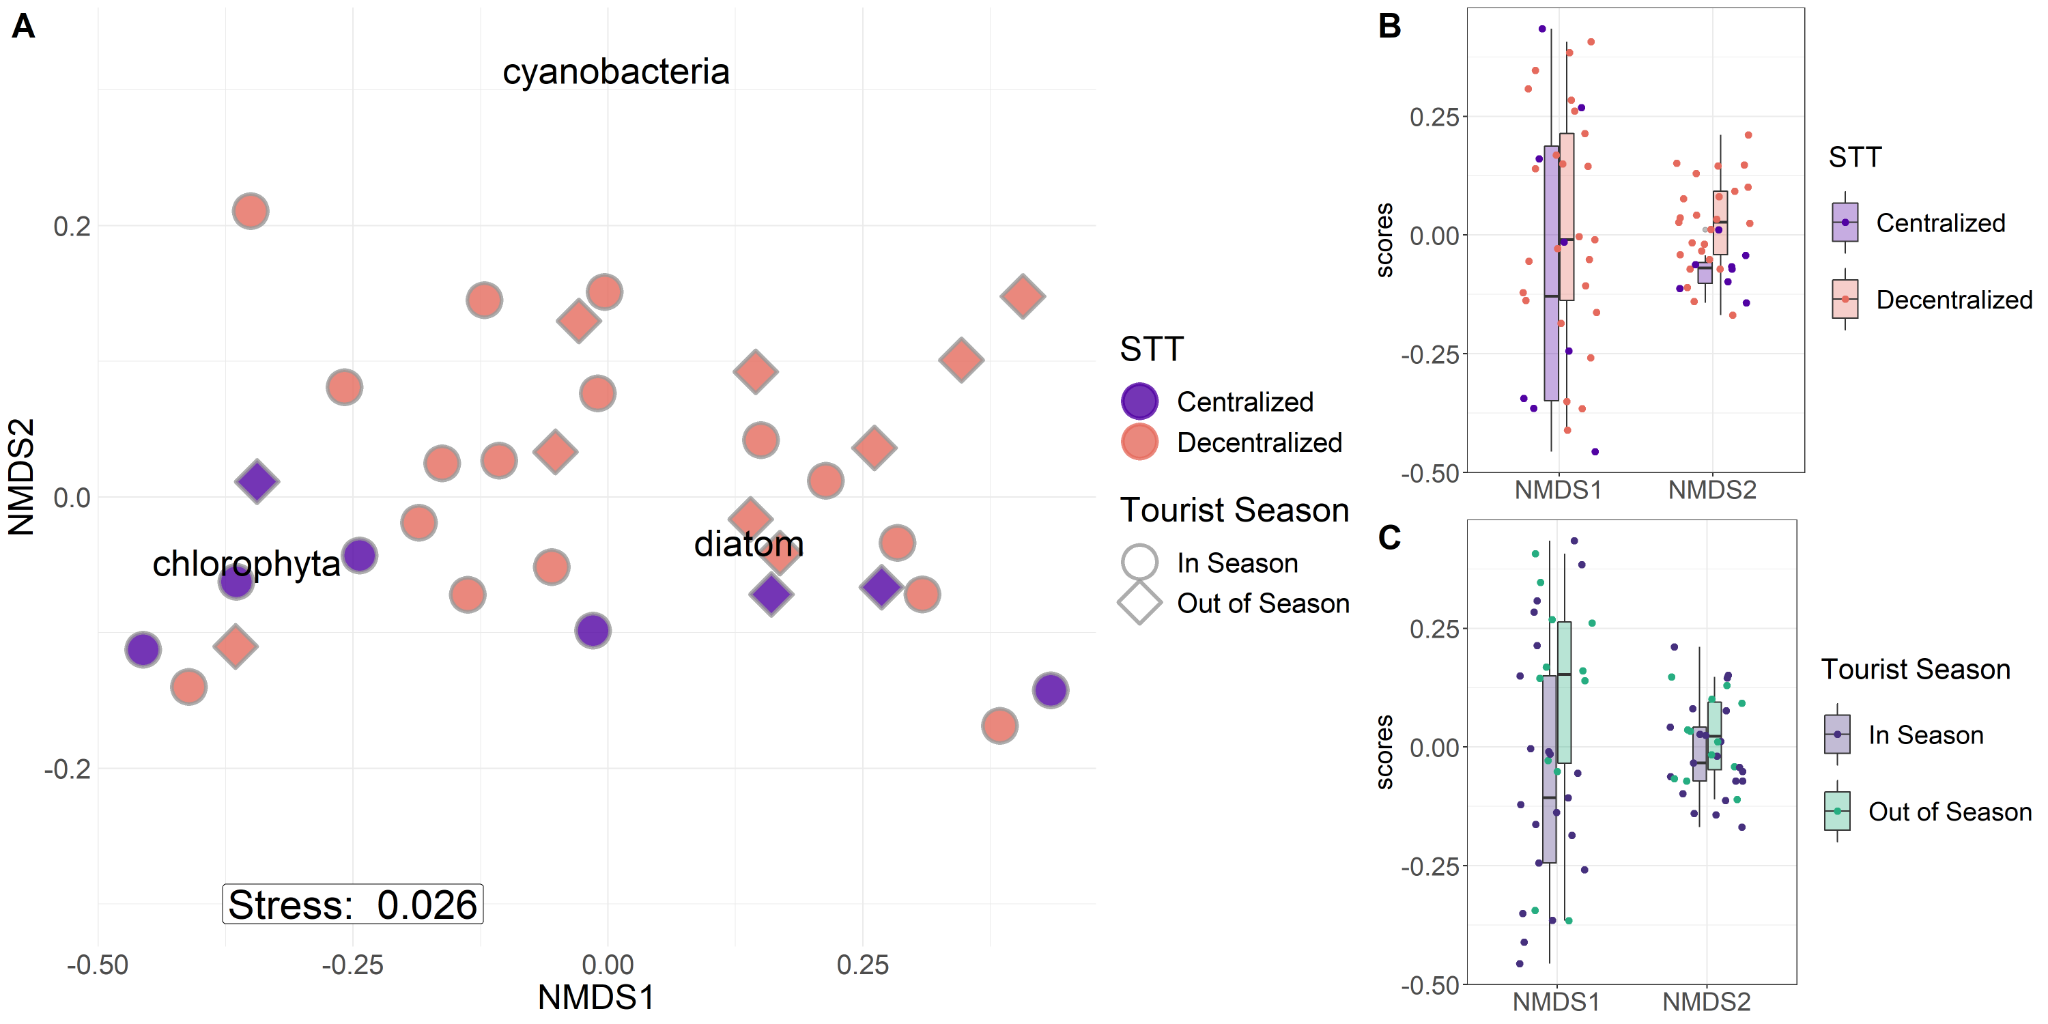 A
cyanobacteria
chlorophyta
diatom
Stress: 0.026
NMDS2
0.2
0.0
-0.2
-0.50
-0.25
0.00
0.25
NMDS1
STT
Centralized
Decentralized
Tourist Season
In Season
Out of Season
B
scores
0.25
0.00
-0.25
-0.50
NMDS1
NMDS2
STT
Centralized
Decentralized
C
scores
0.25
0.00
-0.25
-0.50
NMDS1
NMDS2
Tourist Season
In Season
Out of Season